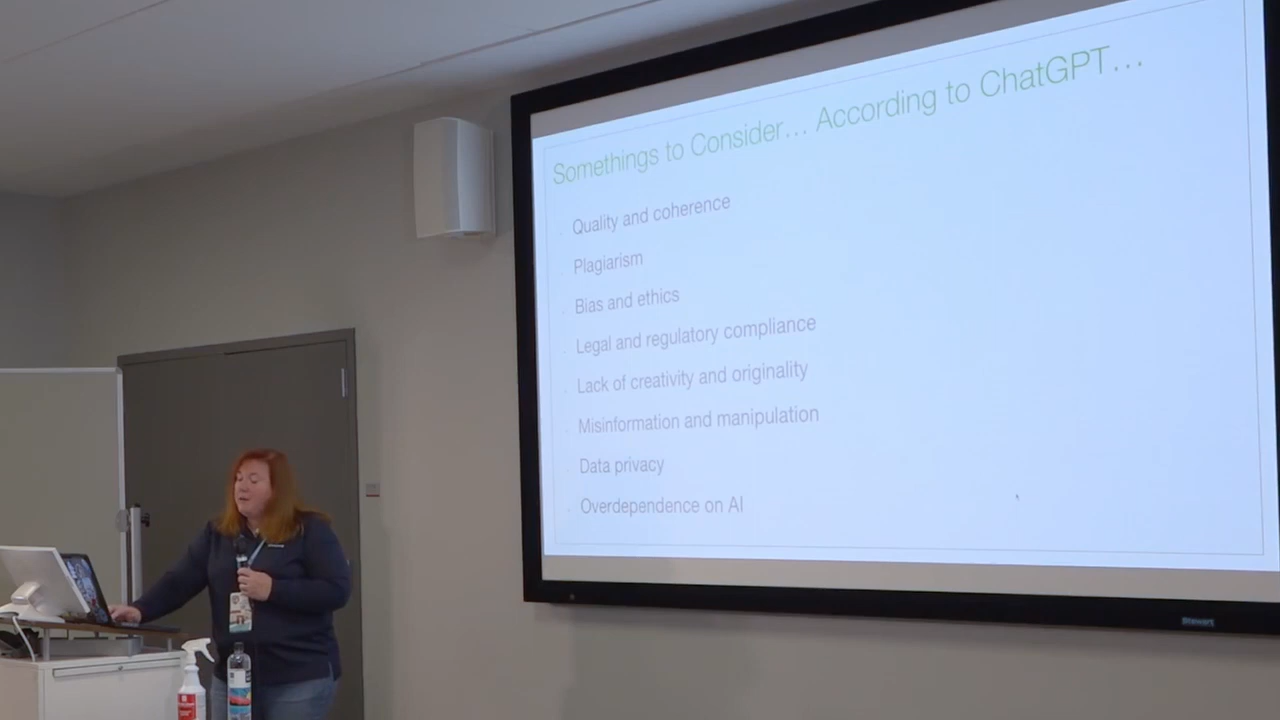 Somethings to Consider... According to ChatGPT...
Quality and coherence
Plagiarism
Bias and ethics
Legal and regulatory compliance
Lack of creativity and originality
Misinformation and manipulation
Data privacy
Overdependence on AI
Stewart